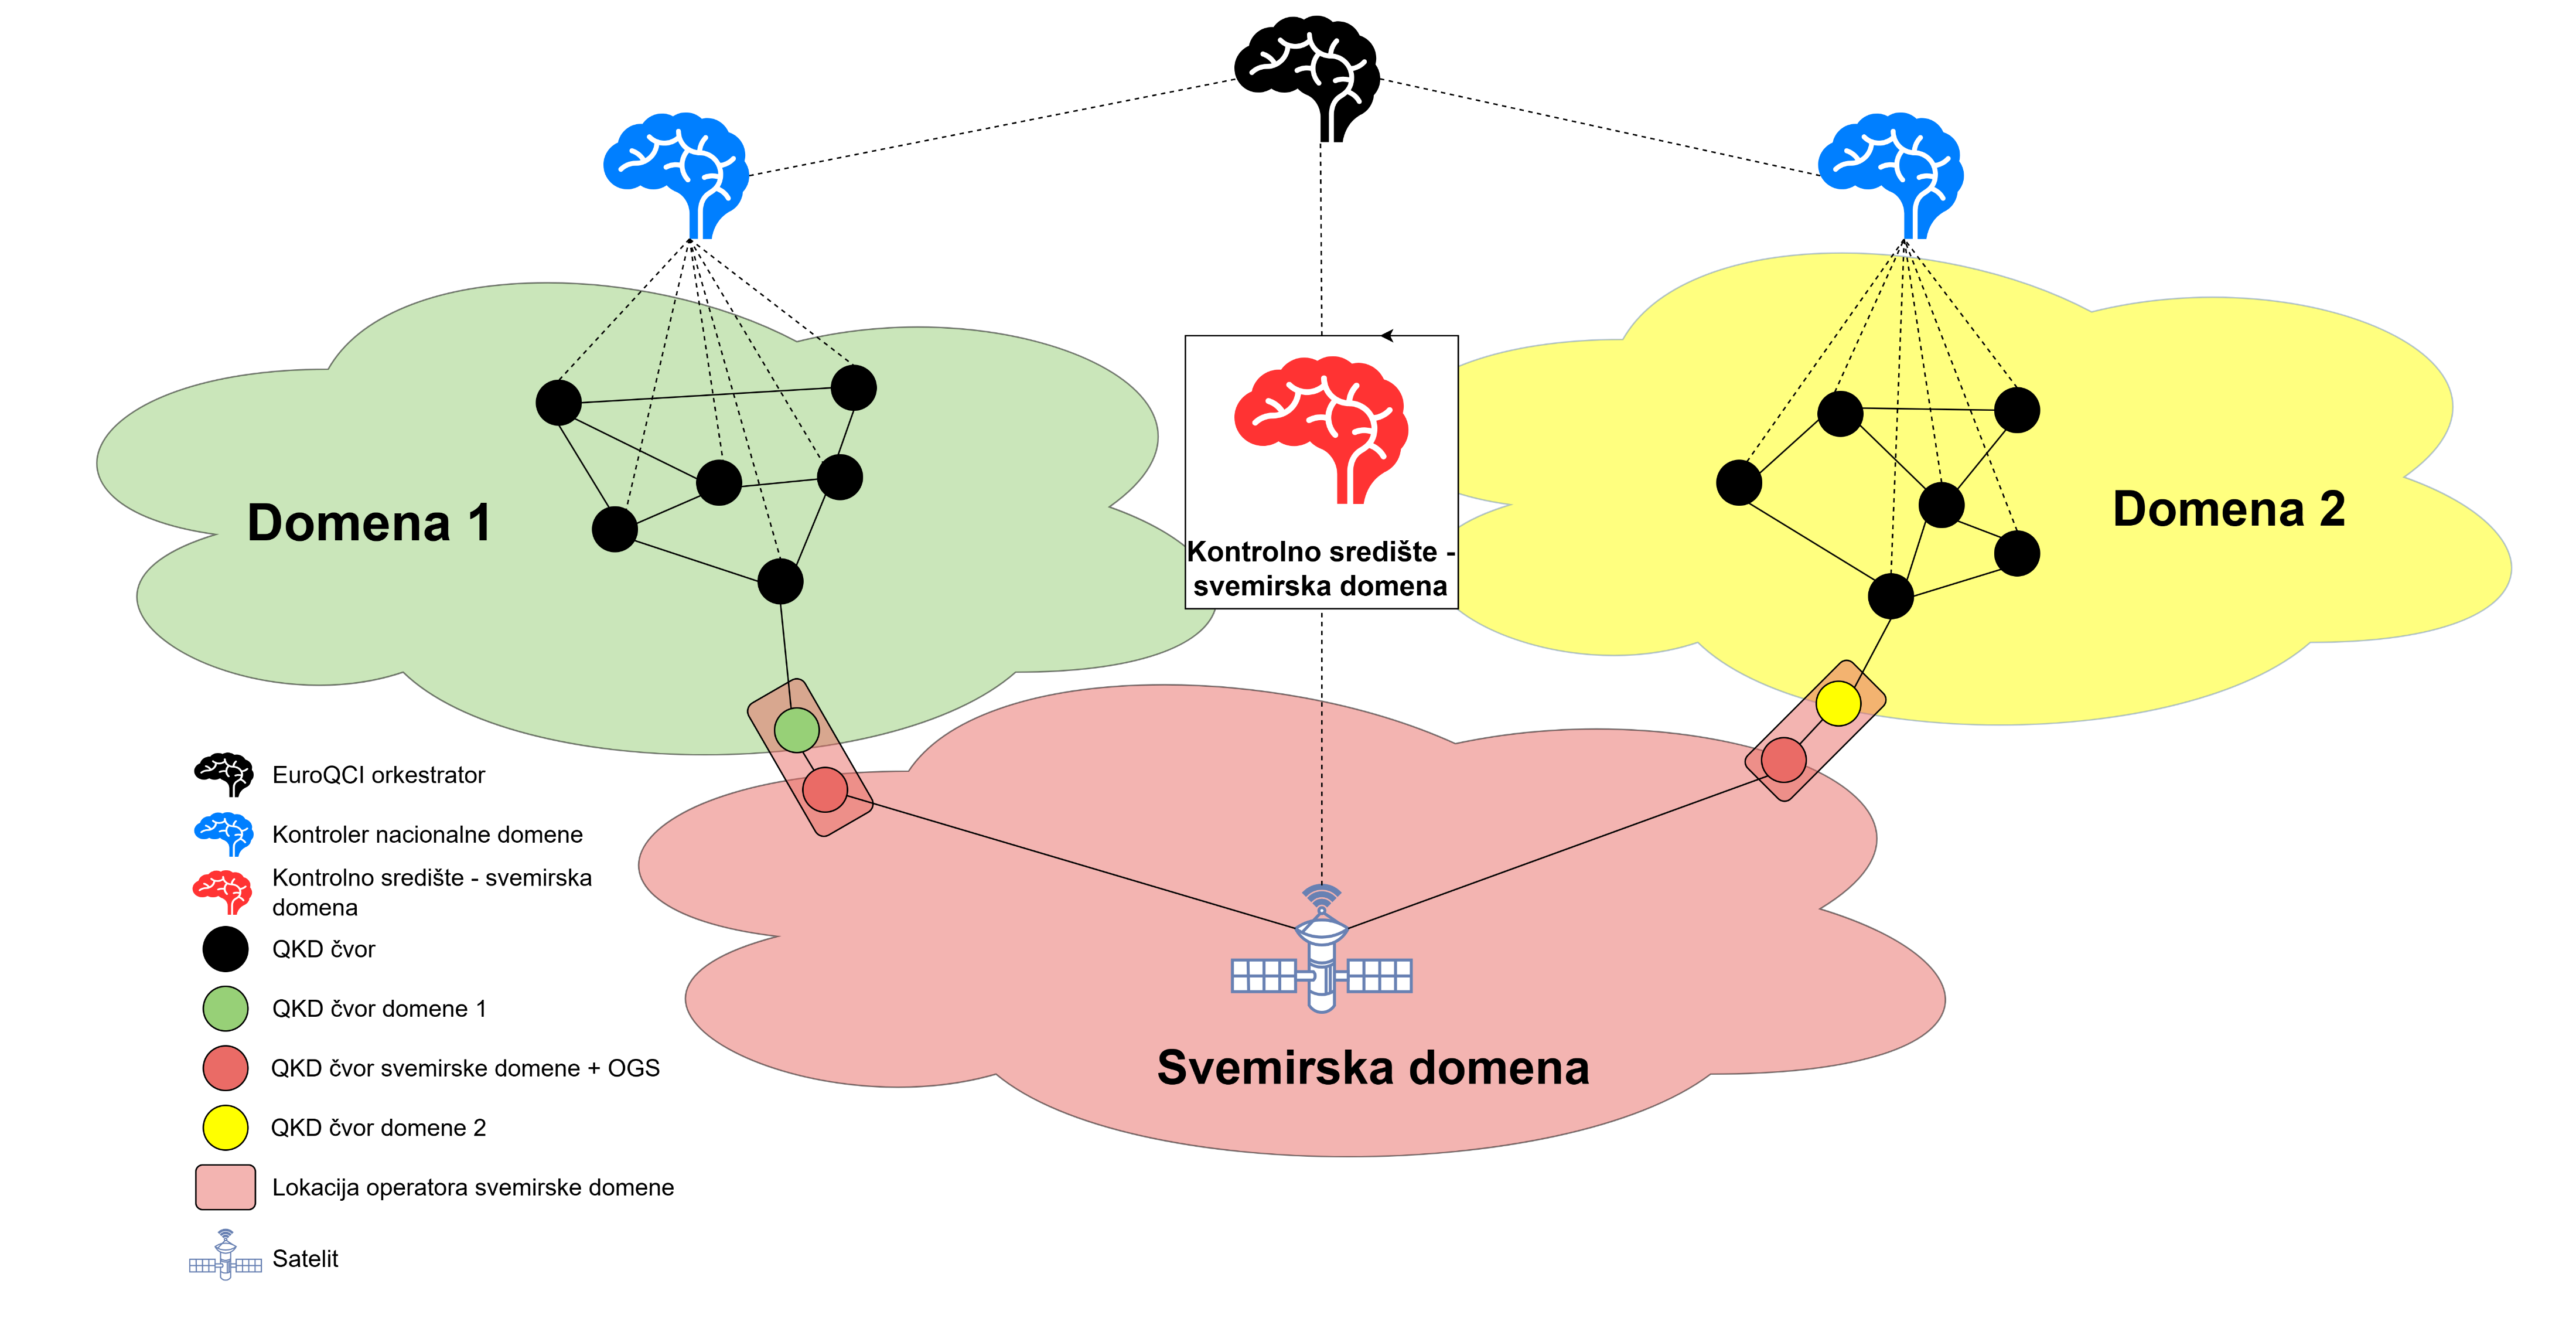 Domena 1
Kontrolno središte -
svemirska domena
Domena 2
Svemirska domena
EuroQCI orkestrator
Kontroler nacionalne domene
Kontrolno središte - svemirska
domena
QKD čvor
QKD čvor domene 1
QKD čvor svemirske domene + OGS
QKD čvor domene 2
Lokacija operatora svemirske domene
Satelit